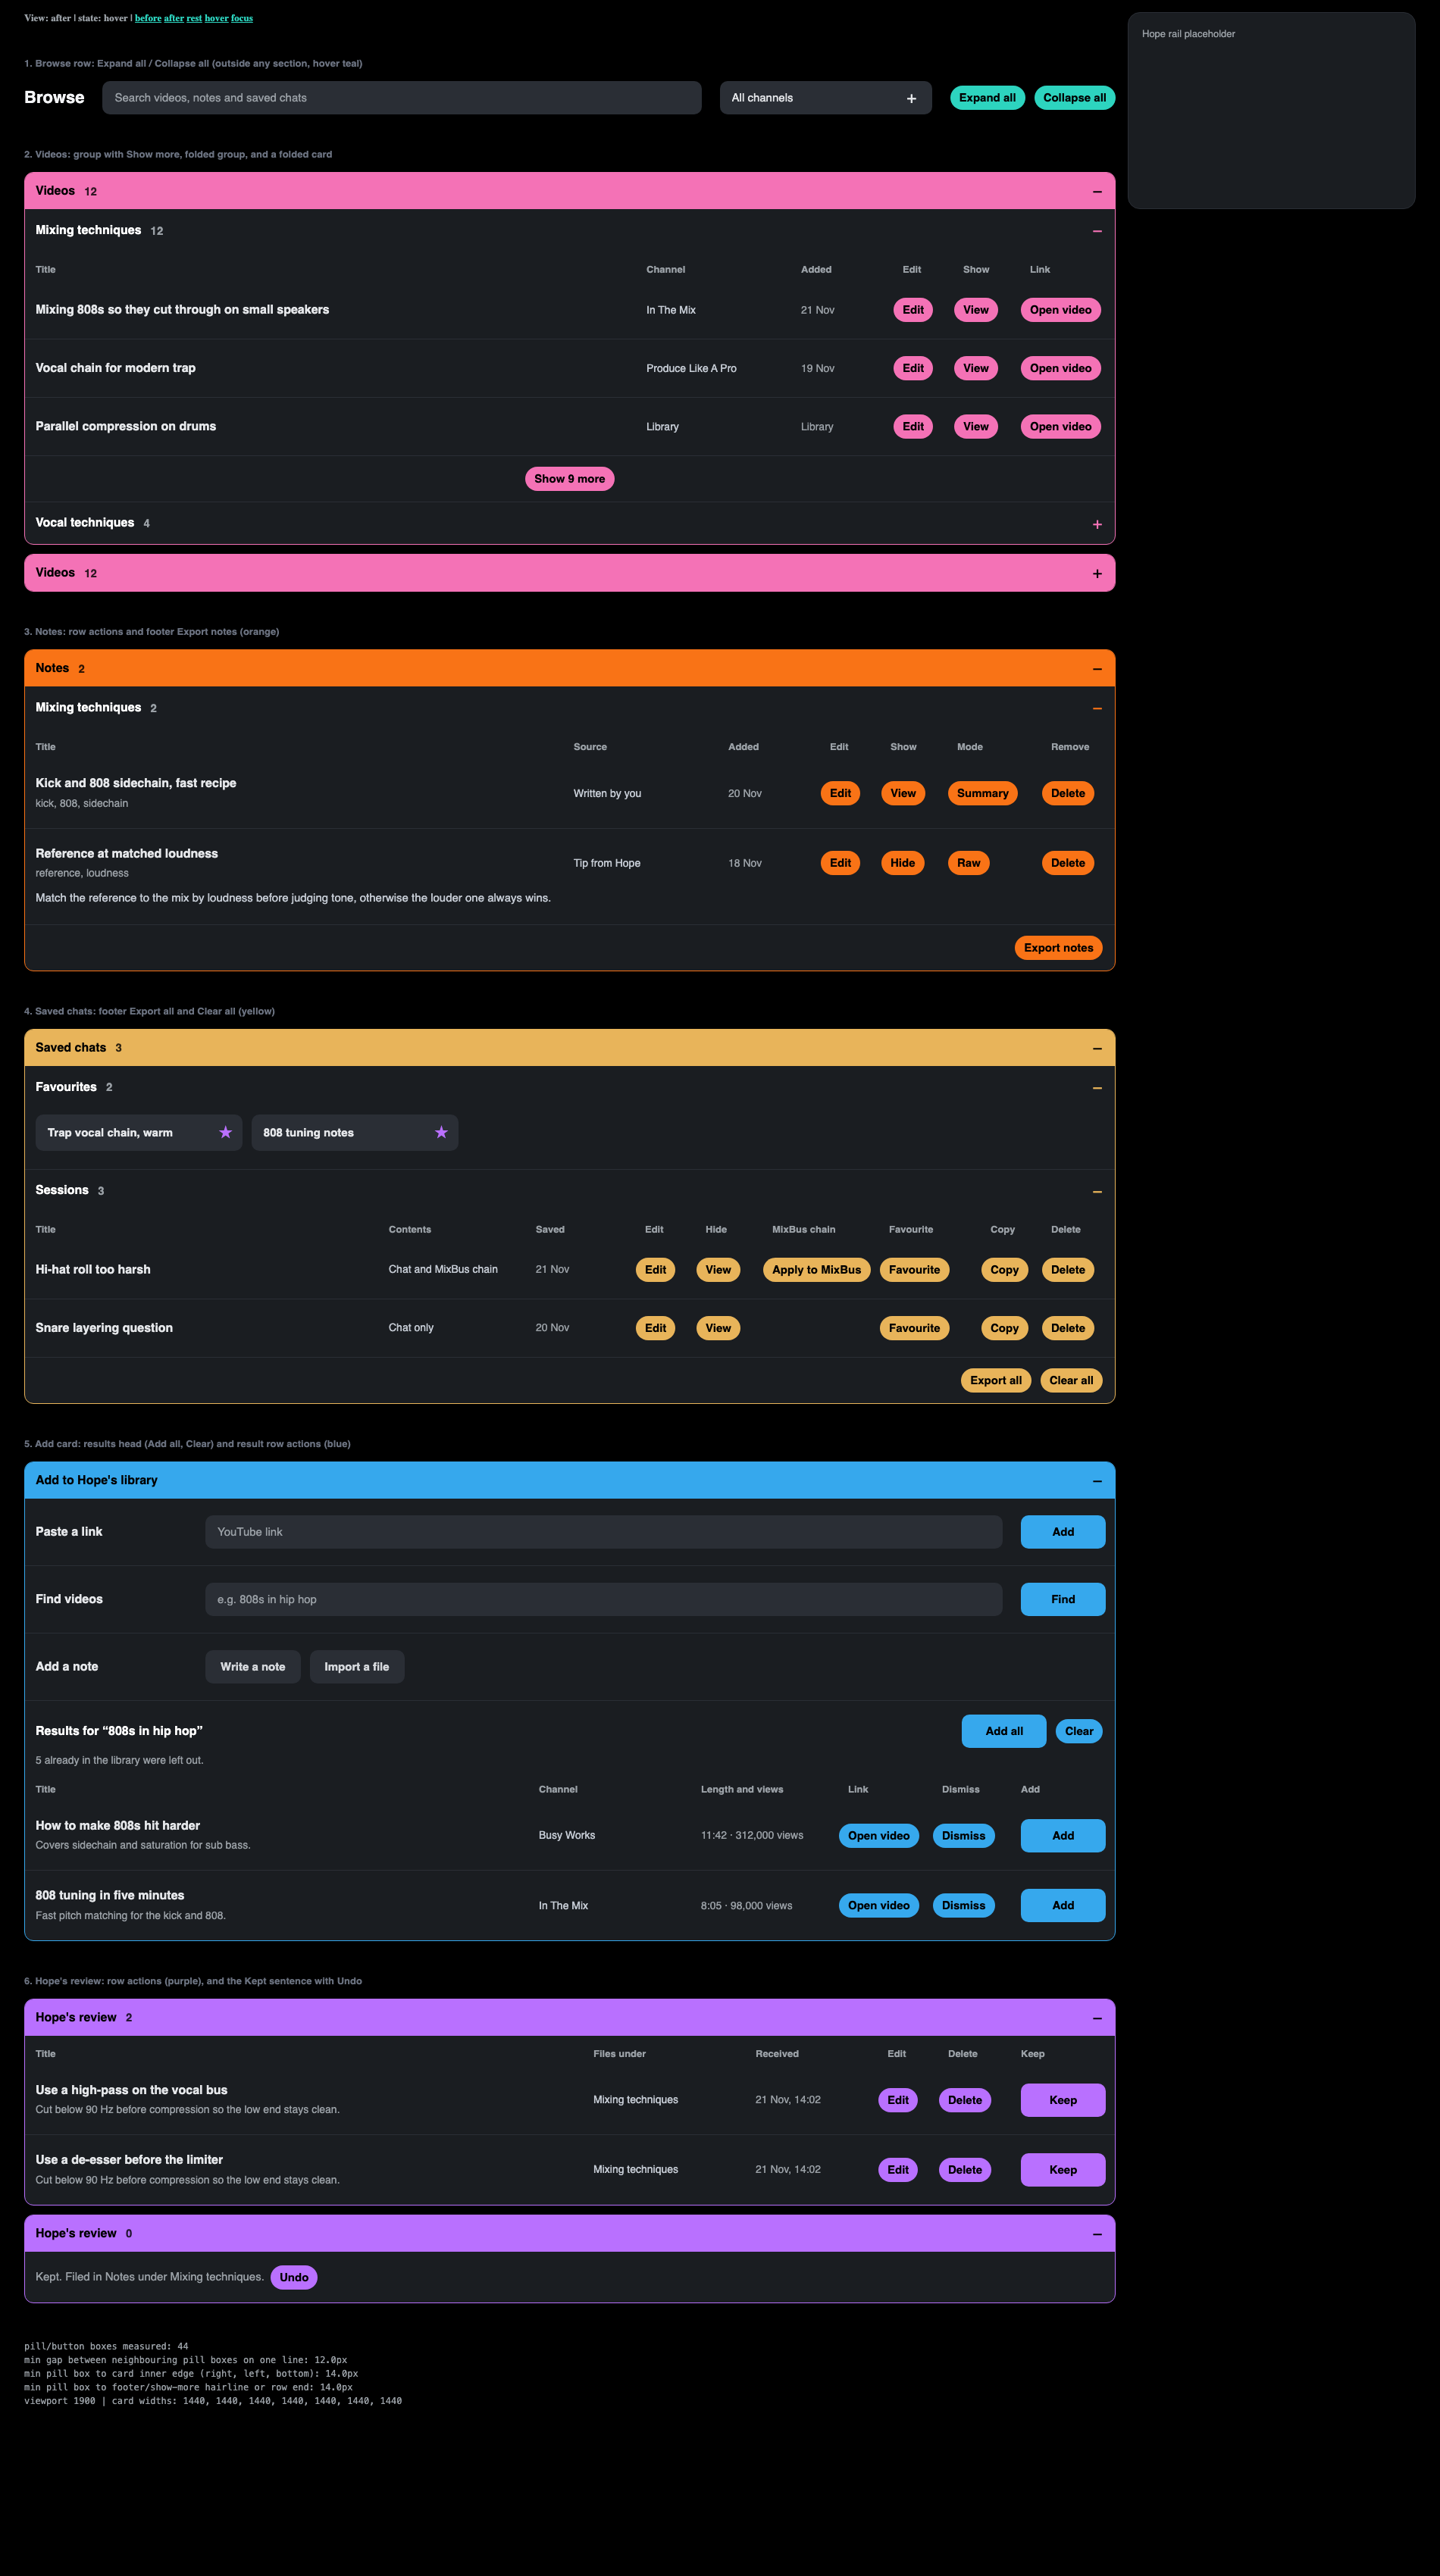 View: after | state: hover | before after rest hover focus
Hope rail placeholder
1. Browse row: Expand all / Collapse all (outside any section, hover teal)
Browse Search videos, notes and saved chats All channels + Expand all Collapse all
2. Videos: group with Show more, folded group, and a folded card
Videos 12 –
Mixing techniques 12 –
Title Channel Added Edit Show Link
Mixing 808s so they cut through on small speakers In The Mix 21 Nov Edit View Open video
Vocal chain for modern trap Produce Like A Pro 19 Nov Edit View Open video
Parallel compression on drums Library Library Edit View Open video
Show 9 more
Vocal techniques 4 +
Videos 12 +
3. Notes: row actions and footer Export notes (orange)
Notes 2 –
Mixing techniques 2 –
Title Source Added Edit Show Mode Remove
Kick and 808 sidechain, fast recipe
kick, 808, sidechain
Written by you 20 Nov Edit View Summary Delete
Reference at matched loudness
reference, loudness
Tip from Hope 18 Nov Edit Hide Raw Delete
Match the reference to the mix by loudness before judging tone, otherwise the louder one always wins.
Export notes
4. Saved chats: footer Export all and Clear all (yellow)
Saved chats 3 –
Favourites 2 –
Trap vocal chain, warm ★ 808 tuning notes ★
Sessions 3 –
Title Contents Saved Edit Hide MixBus chain Favourite Copy Delete
Hi-hat roll too harsh Chat and MixBus chain 21 Nov Edit View Apply to MixBus Favourite Copy Delete
Snare layering question Chat only 20 Nov Edit View Favourite Copy Delete
Export all Clear all
5. Add card: results head (Add all, Clear) and result row actions (blue)
Add to Hope's library –
Paste a link YouTube link Add
Find videos e.g. 808s in hip hop Find
Add a note Write a note Import a file
Results for “808s in hip hop” Add all Clear
5 already in the library were left out.
Title Channel Length and views Link Dismiss Add
How to make 808s hit harder
Covers sidechain and saturation for sub bass.
Busy Works 11:42 · 312,000 views Open video Dismiss Add
808 tuning in five minutes
Fast pitch matching for the kick and 808.
In The Mix 8:05 · 98,000 views Open video Dismiss Add
6. Hope's review: row actions (purple), and the Kept sentence with Undo
Hope's review 2 –
Title Files under Received Edit Delete Keep
Use a high-pass on the vocal bus
Cut below 90 Hz before compression so the low end stays clean.
Mixing techniques 21 Nov, 14:02 Edit Delete Keep
Use a de-esser before the limiter
Cut below 90 Hz before compression so the low end stays clean.
Mixing techniques 21 Nov, 14:02 Edit Delete Keep
Hope's review 0 –
Kept. Filed in Notes under Mixing techniques. Undo
pill/button boxes measured: 44
min gap between neighbouring pill boxes on one line: 12.0px
min pill box to card inner edge (right, left, bottom): 14.0px
min pill box to footer/show-more hairline or row end: 14.0px
viewport 1900 | card widths: 1440, 1440, 1440, 1440, 1440, 1440, 1440